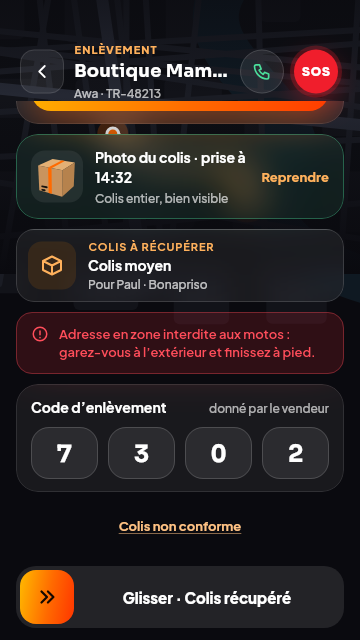 ENLÈVEMENT
Boutique Mam...
Awa · TR-48213
SOS
Photo du colis · prise à
14:32
Colis entier, bien visible
Reprendre
COLIS À RÉCUPÉRER
Colis moyen
Pour Paul · Bonapriso
Adresse en zone interdite aux motos :
garez-vous à l'extérieur et finissez à pied.
Code d'enlèvement
donné par le vendeur
7 3 0 2
Colis non conforme
Glisser · Colis récupéré